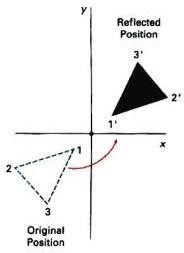 y
Reflected
Position
3'
2'
1'
x
1
2
3
Original
Position